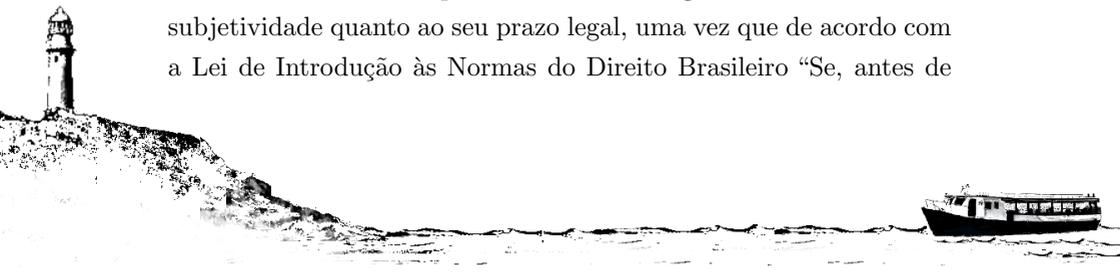 subjetividade quanto ao seu prazo legal, uma vez que de acordo com
a Lei de Introdução às Normas do Direito Brasileiro “Se, antes de